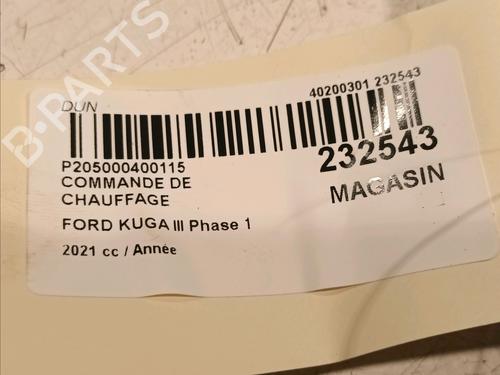 DUN
40200301 232543
P205000400115
232543
COMMANDE DE
CHAUFFAGE
MAGASIN
FORD KUGA III Phase 1
2021 cc / Année
B-PARTS